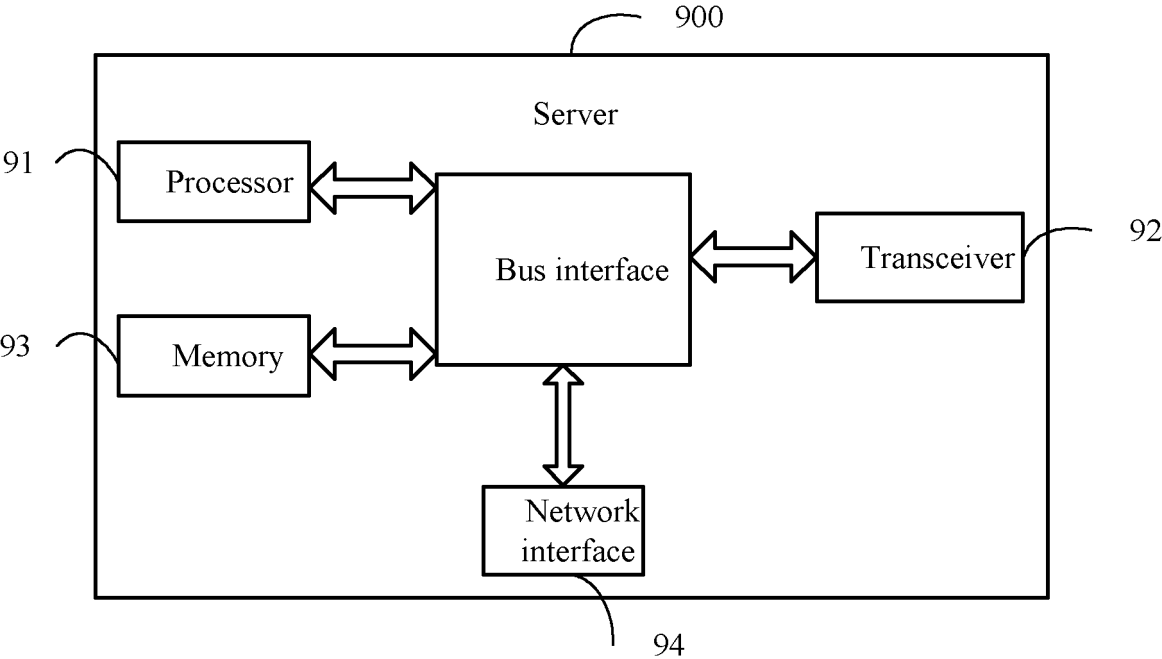 900
Server
91
Processor
Bus interface
Transceiver
92
93
Memory
Network
interface
94